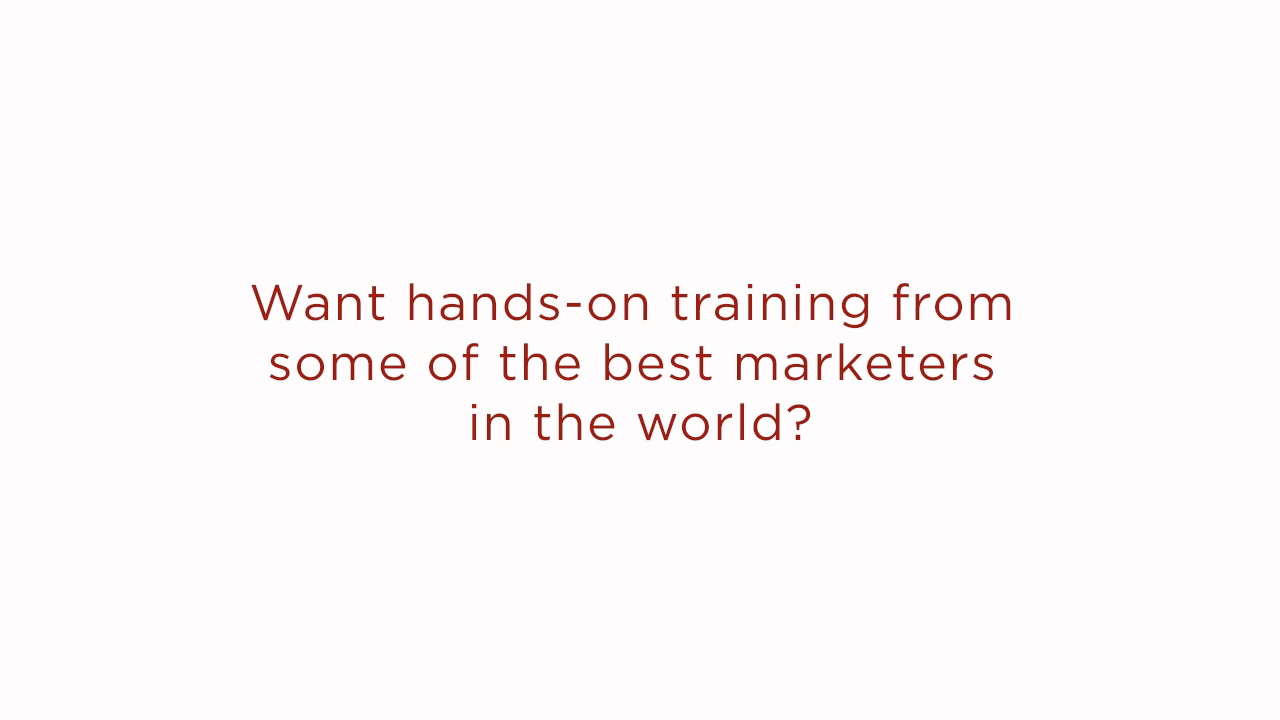 Want hands-on training from
some of the best marketers
in the world?